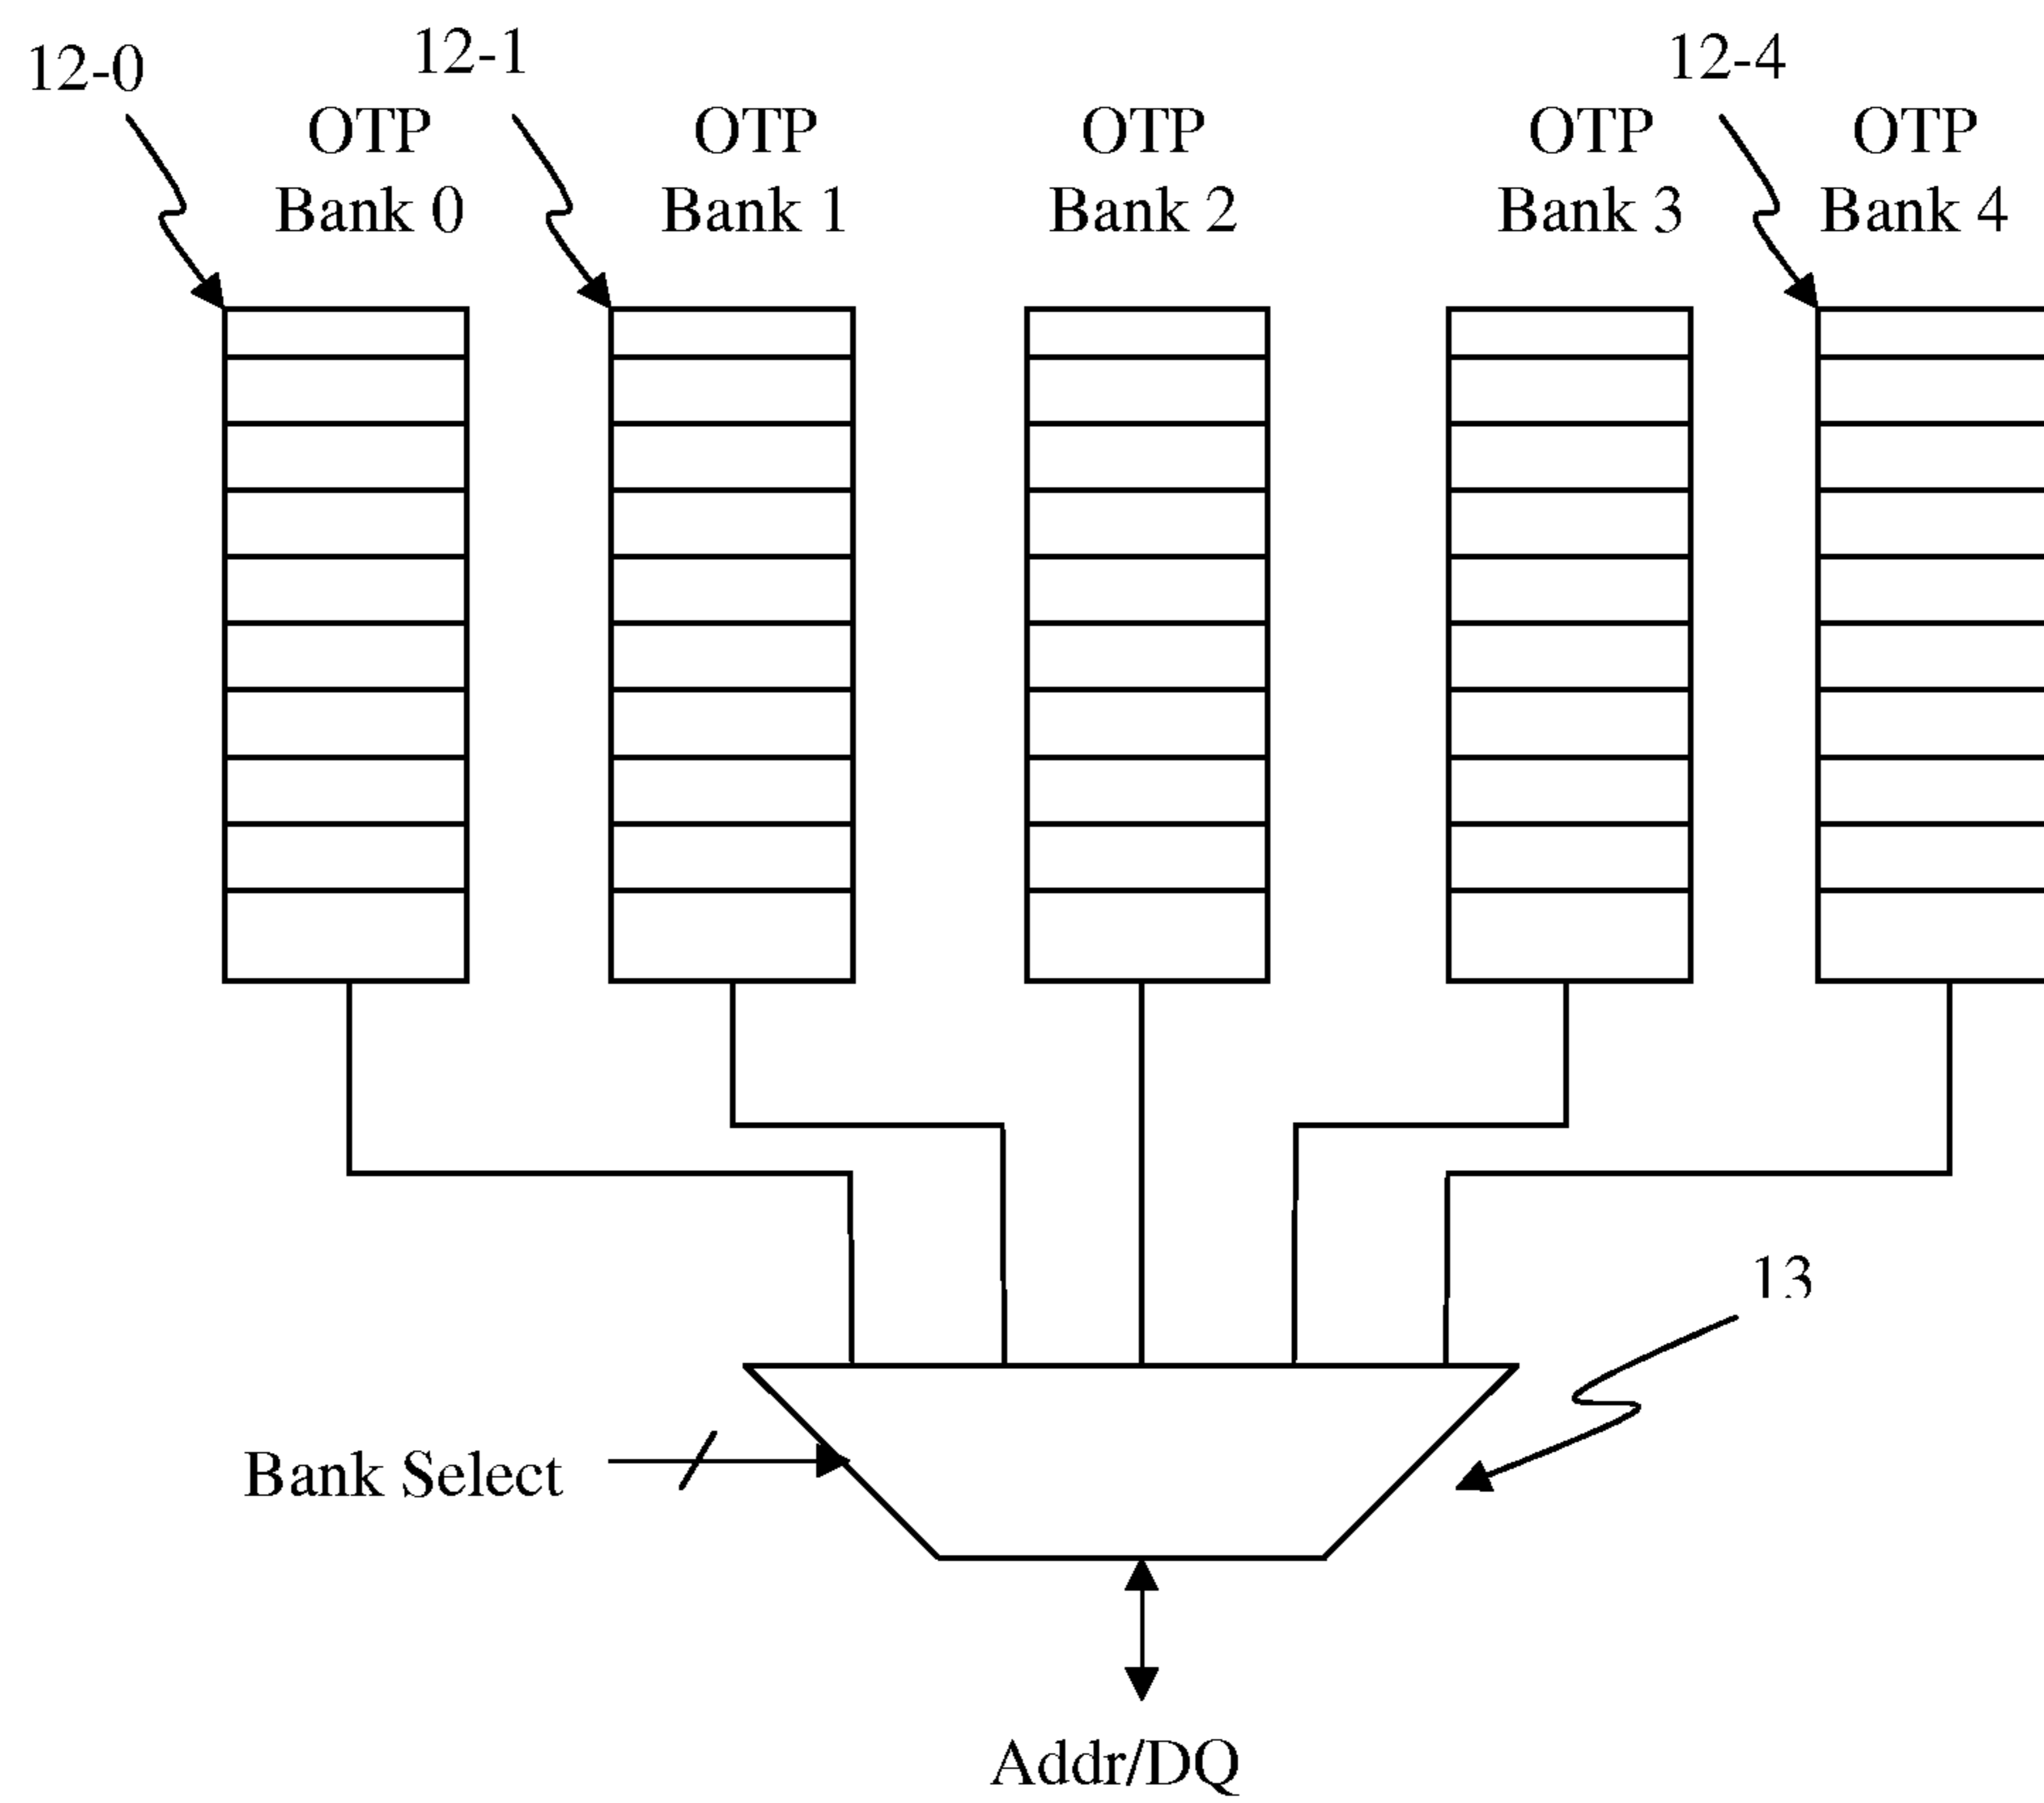 12-0
12-1
12-4
OTP
Bank 0
OTP
Bank 1
OTP
Bank 2
OTP
Bank 3
OTP
Bank 4
13
Bank Select
Addr/DQ